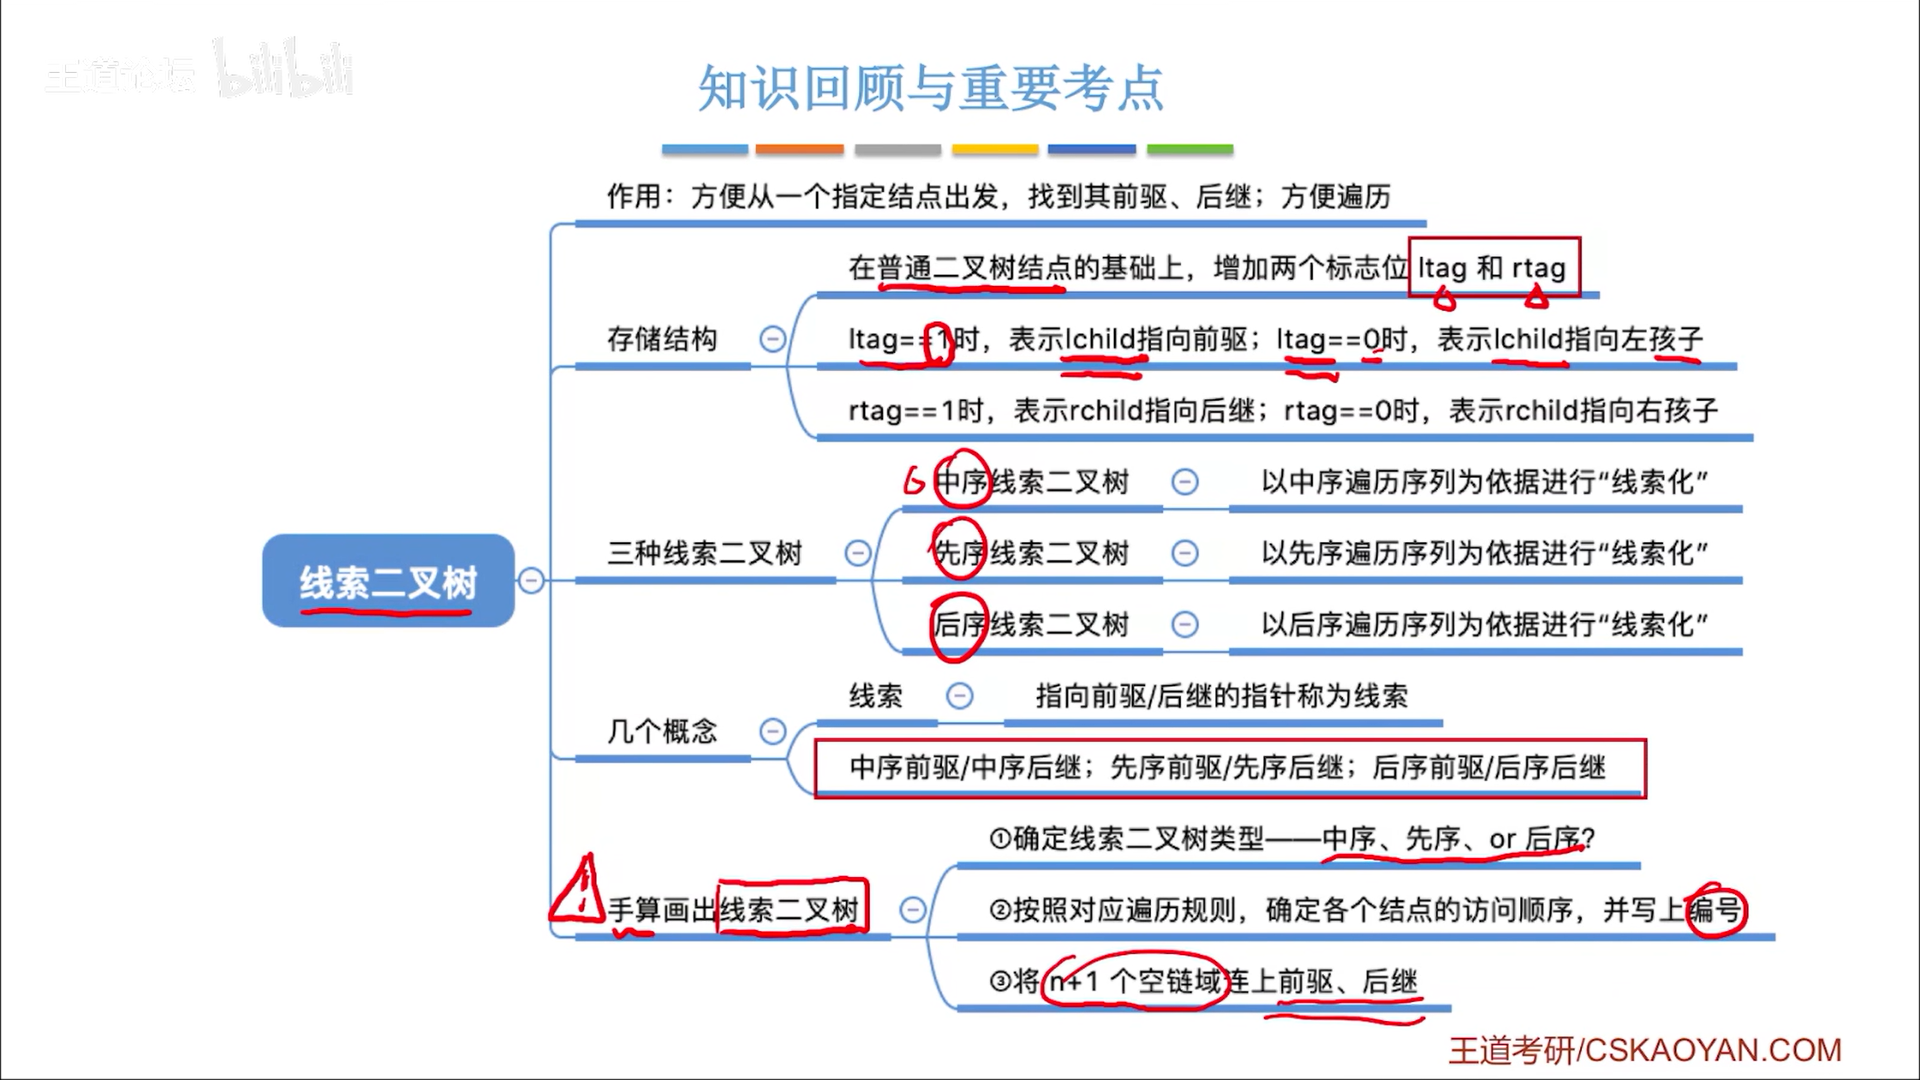 王道论坛 bilibili
知识回顾与重要考点
作用：方便从一个指定结点出发，找到其前驱、后继；方便遍历
在普通二叉树结点的基础上，增加两个标志位 ltag 和 rtag
存储结构
ltag==1时，表示lchild指向前驱；ltag==0时，表示lchild指向左孩子
rtag==1时，表示rchild指向后继；rtag==0时，表示rchild指向右孩子
中序线索二叉树 以中序遍历序列为依据进行“线索化”
三种线索二叉树
先序线索二叉树 以先序遍历序列为依据进行“线索化”
后序线索二叉树 以后序遍历序列为依据进行“线索化”
线索二叉树
线索 指向前驱/后继的指针称为线索
几个概念
中序前驱/中序后继；先序前驱/先序后继；后序前驱/后序后继
①确定线索二叉树类型——中序、先序、or 后序？
手算画出线索二叉树
②按照对应遍历规则，确定各个结点的访问顺序，并写上编号
③将 n+1 个空链域连上前驱、后继
王道考研/CSKAOYAN.COM